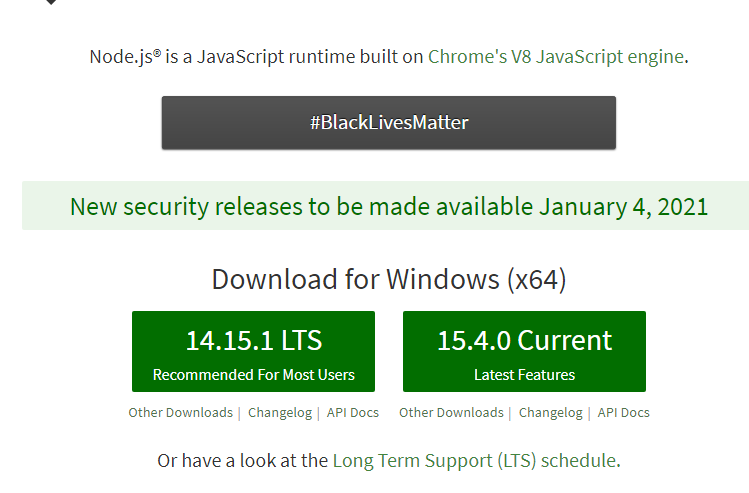 Node.js® is a JavaScript runtime built on Chrome's V8 JavaScript engine.
#BlackLivesMatter
New security releases to be made available January 4, 2021
Download for Windows (x64)
14.15.1 LTS
Recommended For Most Users
15.4.0 Current
Latest Features
Other Downloads | Changelog | API Docs
Other Downloads | Changelog | API Docs
Or have a look at the Long Term Support (LTS) schedule.